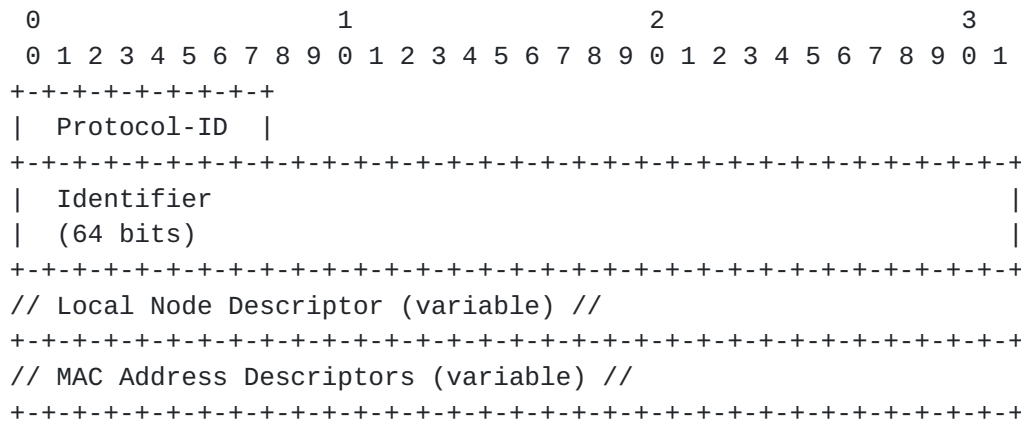 0                   1                   2                   3
 0 1 2 3 4 5 6 7 8 9 0 1 2 3 4 5 6 7 8 9 0 1 2 3 4 5 6 7 8 9 0 1
+-+-+-+-+-+-+-+-+
|  Protocol-ID  |
+-+-+-+-+-+-+-+-+-+-+-+-+-+-+-+-+-+-+-+-+-+-+-+-+-+-+-+-+-+-+-+-+
|  Identifier                                                   |
|  (64 bits)                                                    |
+-+-+-+-+-+-+-+-+-+-+-+-+-+-+-+-+-+-+-+-+-+-+-+-+-+-+-+-+-+-+-+-+
// Local Node Descriptor (variable) //
+-+-+-+-+-+-+-+-+-+-+-+-+-+-+-+-+-+-+-+-+-+-+-+-+-+-+-+-+-+-+-+-+
// MAC Address Descriptors (variable) //
+-+-+-+-+-+-+-+-+-+-+-+-+-+-+-+-+-+-+-+-+-+-+-+-+-+-+-+-+-+-+-+-+